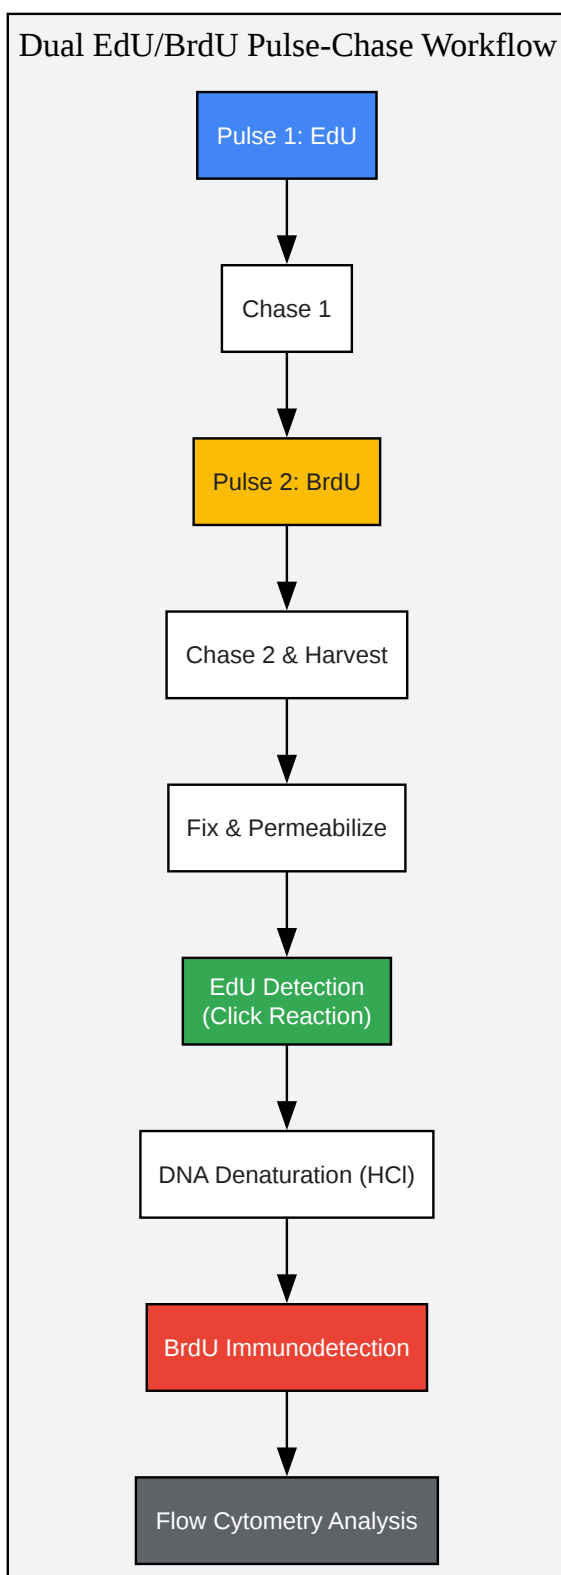 Dual EdU/BrdU Pulse-Chase Workflow
Pulse 1: EdU
Chase 1
Pulse 2: BrdU
Chase 2 & Harvest
Fix & Permeabilize
EdU Detection
(Click Reaction)
DNA Denaturation (HCl)
BrdU Immunodetection
Flow Cytometry Analysis